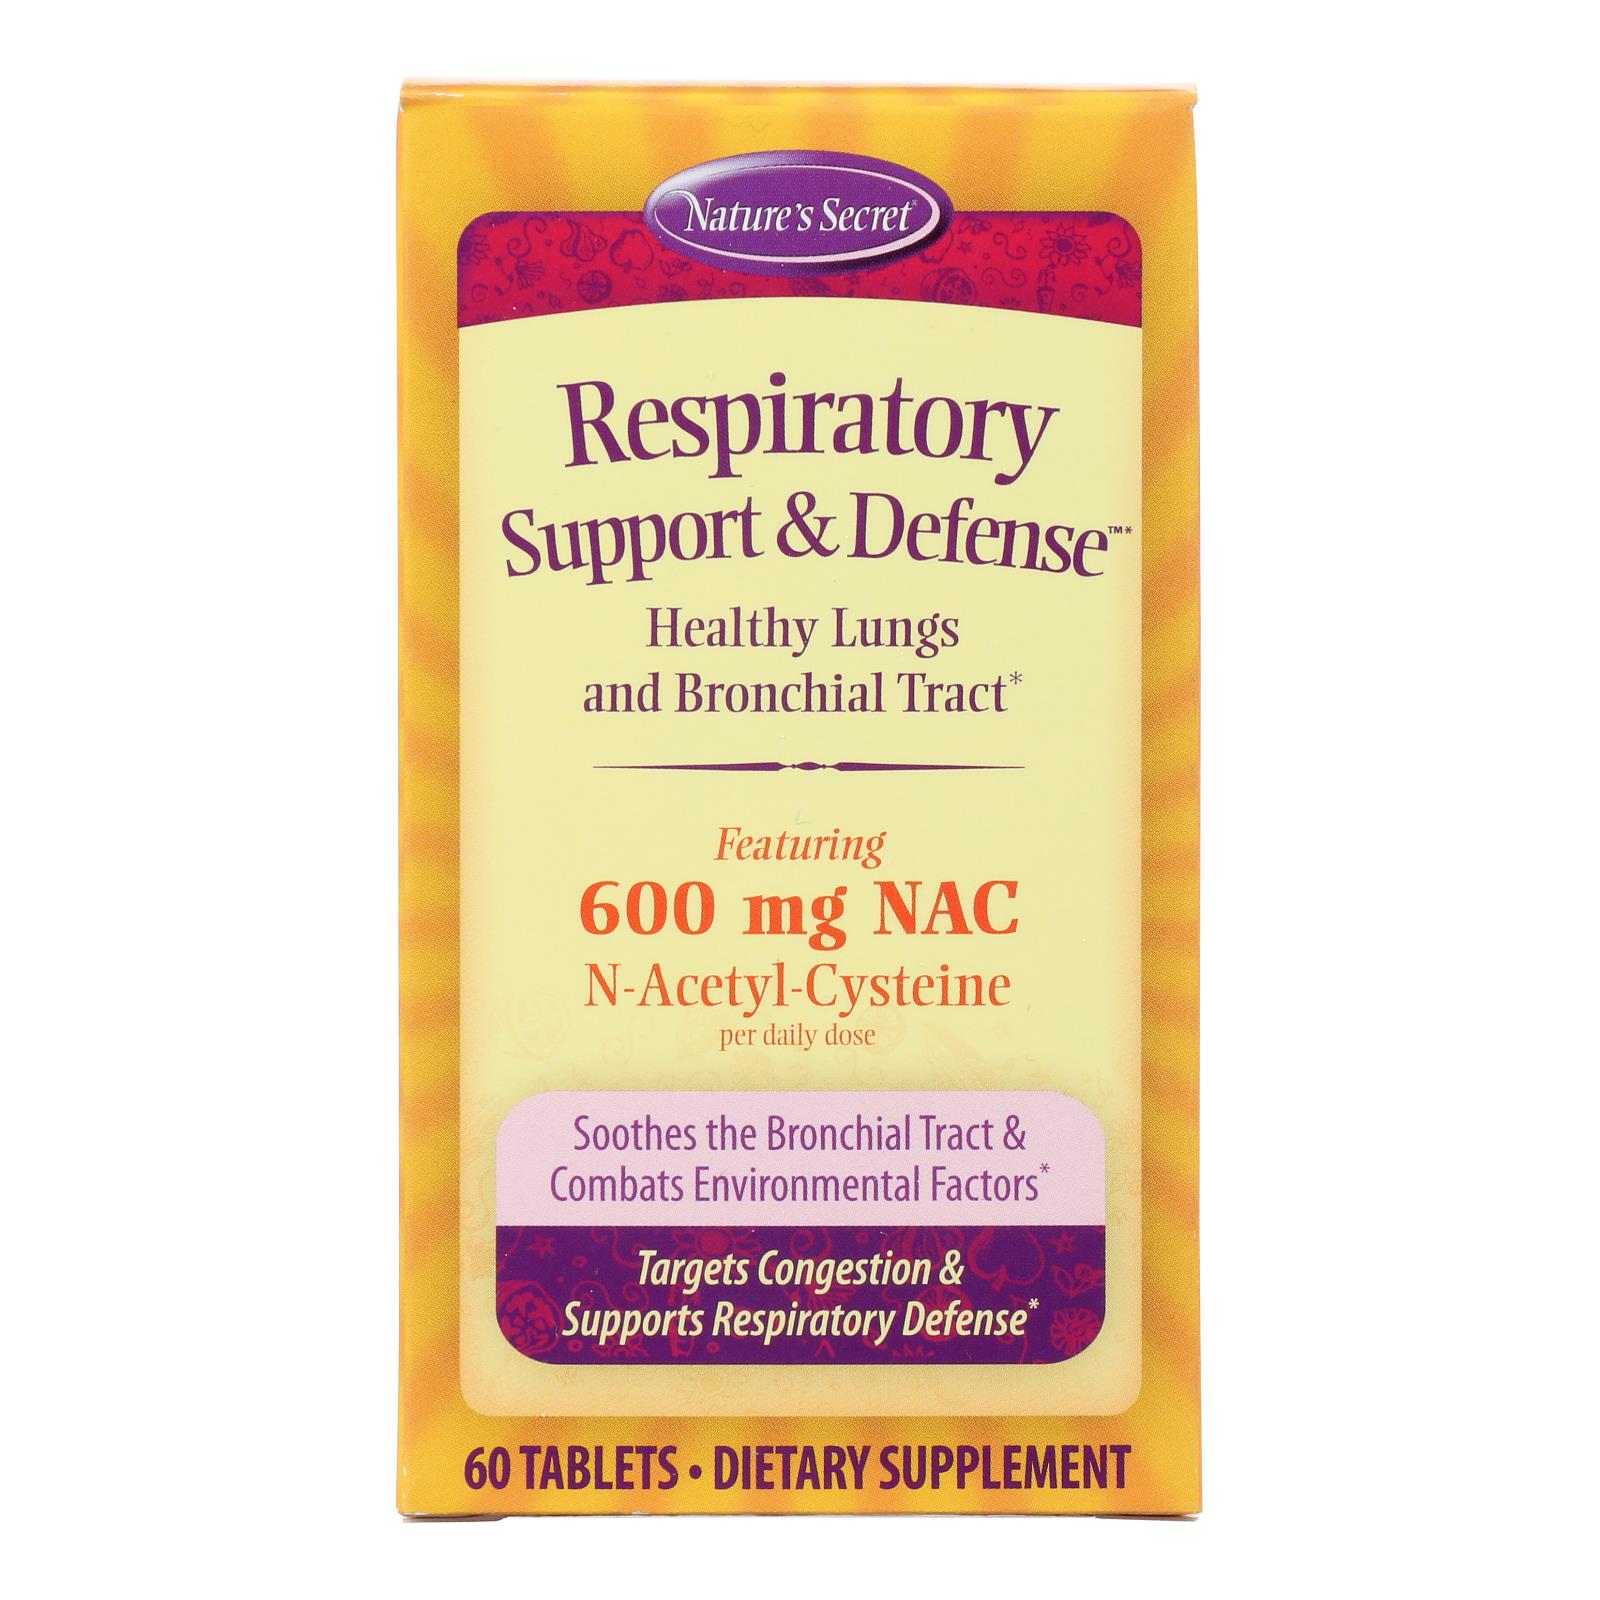 Nature's Secret®
Respiratory
Support & Defense™*
Healthy Lungs
and Bronchial Tract*
Featuring
600 mg NAC
N-Acetyl-Cysteine
per daily dose
Soothes the Bronchial Tract &
Combats Environmental Factors*
Targets Congestion &
Supports Respiratory Defense*
60 TABLETS • DIETARY SUPPLEMENT